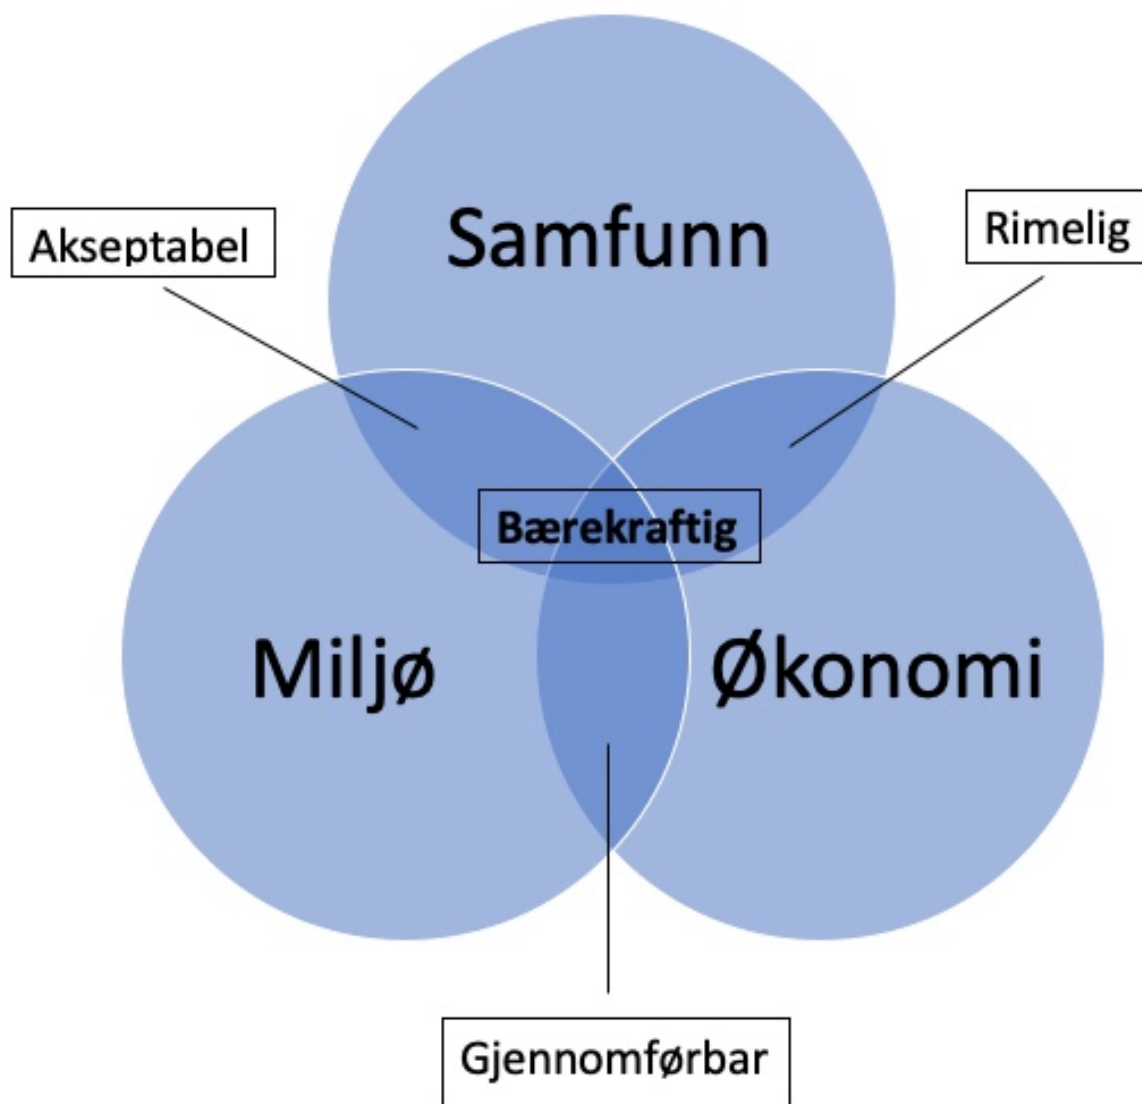 Samfunn
Akseptabel
Rimelig
Bærekraftig
Miljø
Økonomi
Gjennomførbar